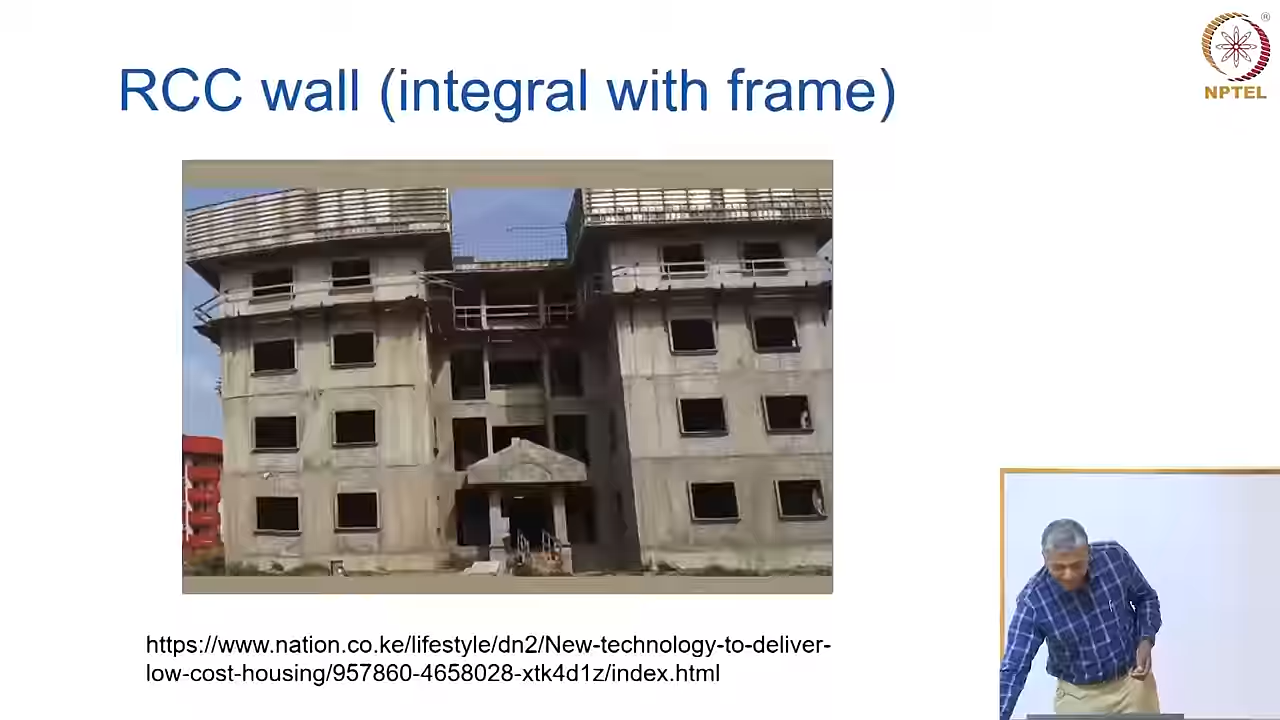 ®
NPTEL
RCC wall (integral with frame)
https://www.nation.co.ke/lifestyle/dn2/New-technology-to-deliver-
low-cost-housing/957860-4658028-xtk4d1z/index.html